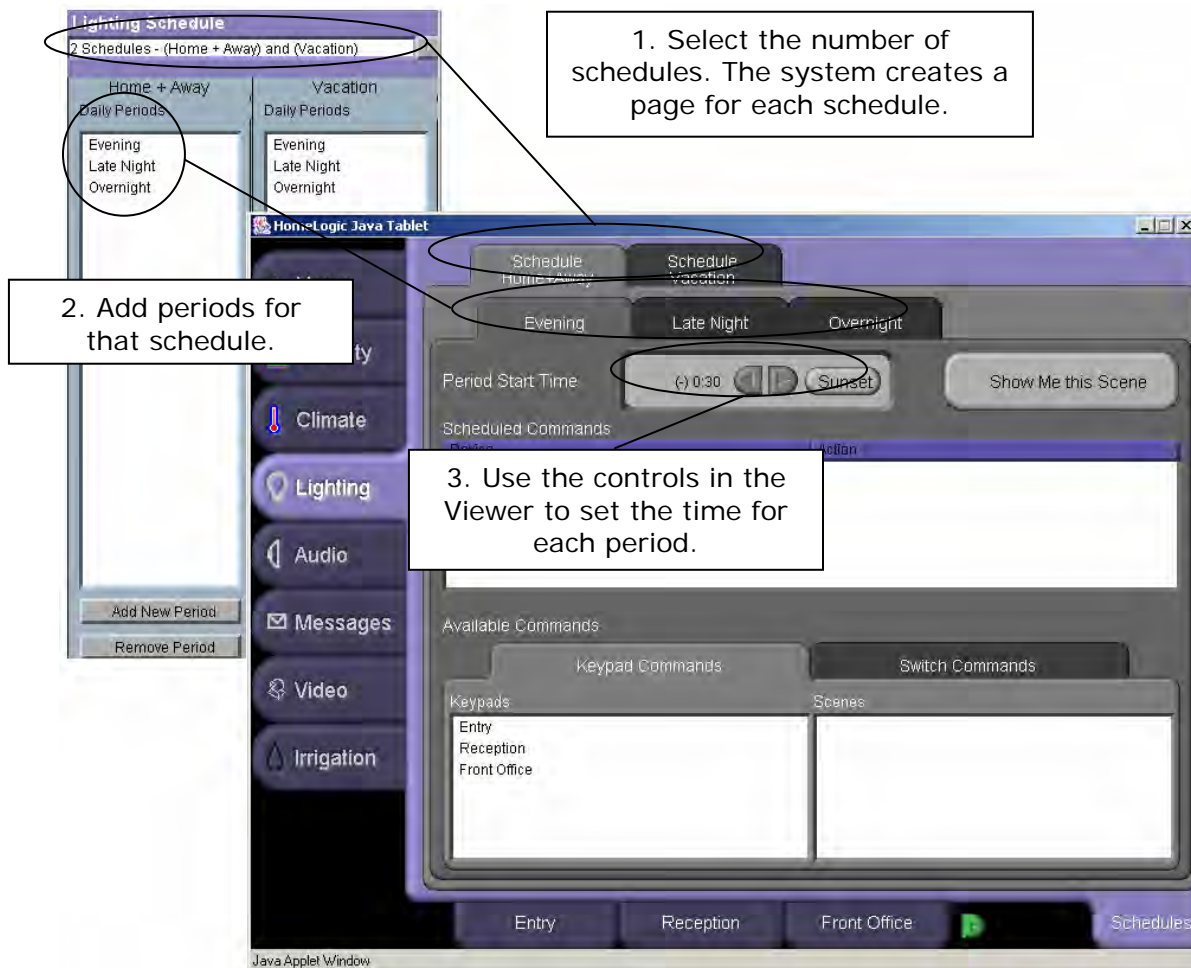 Lighting Schedule
2 Schedules - (Home + Away) and (Vacation)
Home + Away
Vacation
Daily Periods
Daily Periods
Evening
Late Night
Overnight
Evening
Late Night
Overnight
Add New Period
Remove Period
1. Select the number of
schedules. The system creates a
page for each schedule.
2. Add periods for
that schedule.
HomeLogic Java Tablet
Schedule
Home+Away
Schedule
Vacation
Evening
Late Night
Overnight
Period Start Time
(-) 0:30
Sunset
Show Me this Scene
Scheduled Commands
Action
3. Use the controls in the
Viewer to set the time for
each period.
Climate
Lighting
Audio
Messages
Video
Irrigation
Available Commands
Keypad Commands
Switch Commands
Keypads
Scenes
Entry
Reception
Front Office
Entry
Reception
Front Office
Schedules
Java Applet Window